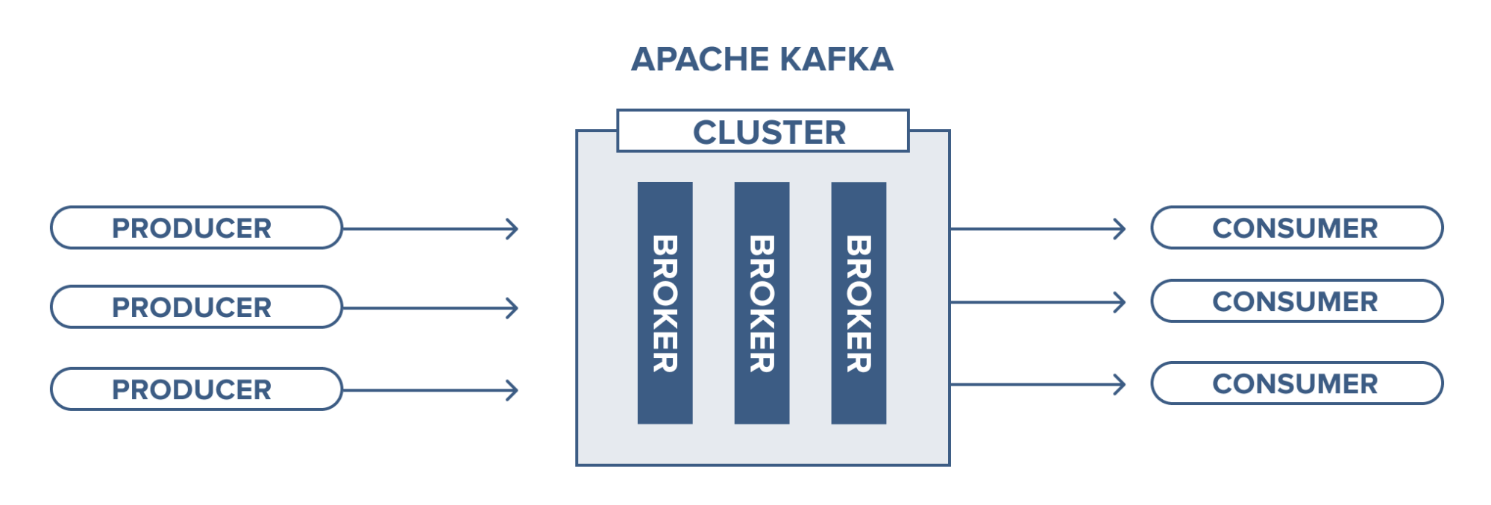 APACHE KAFKA
CLUSTER
PRODUCER
PRODUCER
PRODUCER
BROKER
BROKER
BROKER
CONSUMER
CONSUMER
CONSUMER